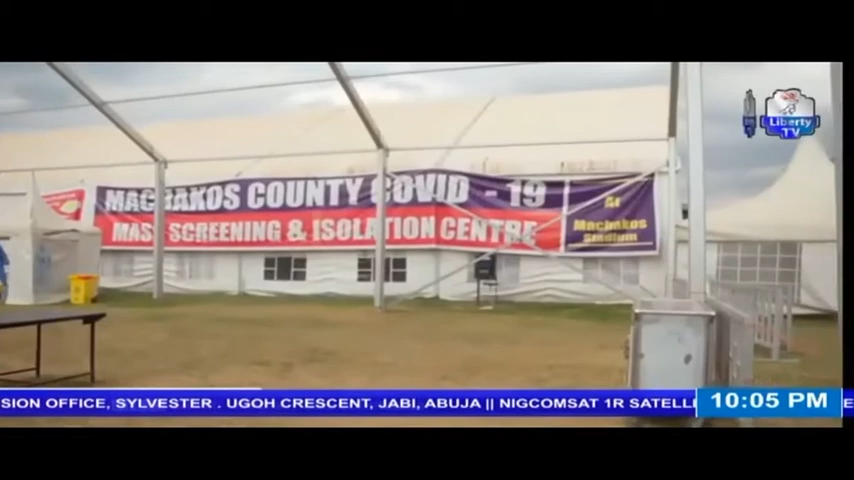 Liberty
TV
MACHAKOS COUNTY COVID - 19
MASS SCREENING & ISOLATION CENTRE
At
Machakos
Stadium
SION OFFICE, SYLVESTER . UGOH CRESCENT, JABI, ABUJA || NIGCOMSAT 1R SATELL
10:05 PM